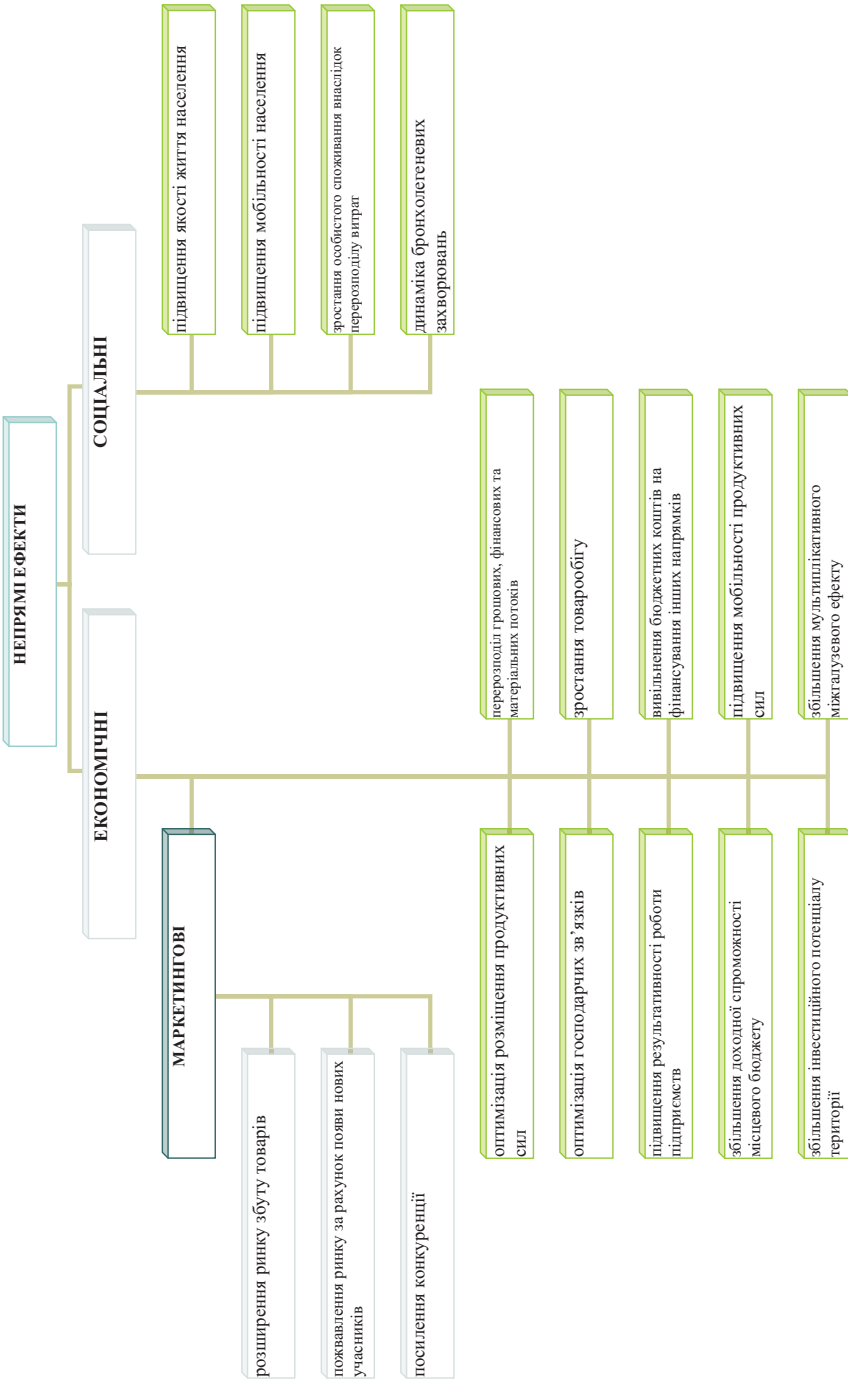 НЕПРЯМІ ЕФЕКТИ
ЕКОНОМІЧНІ
СОЦІАЛЬНІ
МАРКЕТИНГОВІ
розширення ринку збуту товарів
пожвавлення ринку за рахунок появи нових
учасників
посилення конкуренції
оптимізація розміщення продуктивних
сил
оптимізація господарчих зв’язків
підвищення результативності роботи
підприємств
збільшення доходної спроможності
місцевого бюджету
збільшення інвестиційного потенціалу
території
перерозподіл грошових, фінансових та
матеріальних потоків
зростання товарообігу
вивільнення бюджетних коштів на
фінансування інших напрямків
підвищення мобільності продуктивних
сил
збільшення мультиплікативного
міжгалузевого ефекту
підвищення якості життя населення
підвищення мобільності населення
зростання особистого споживання внаслідок
перерозподілу витрат
динаміка бронхолегеневих
захворювань